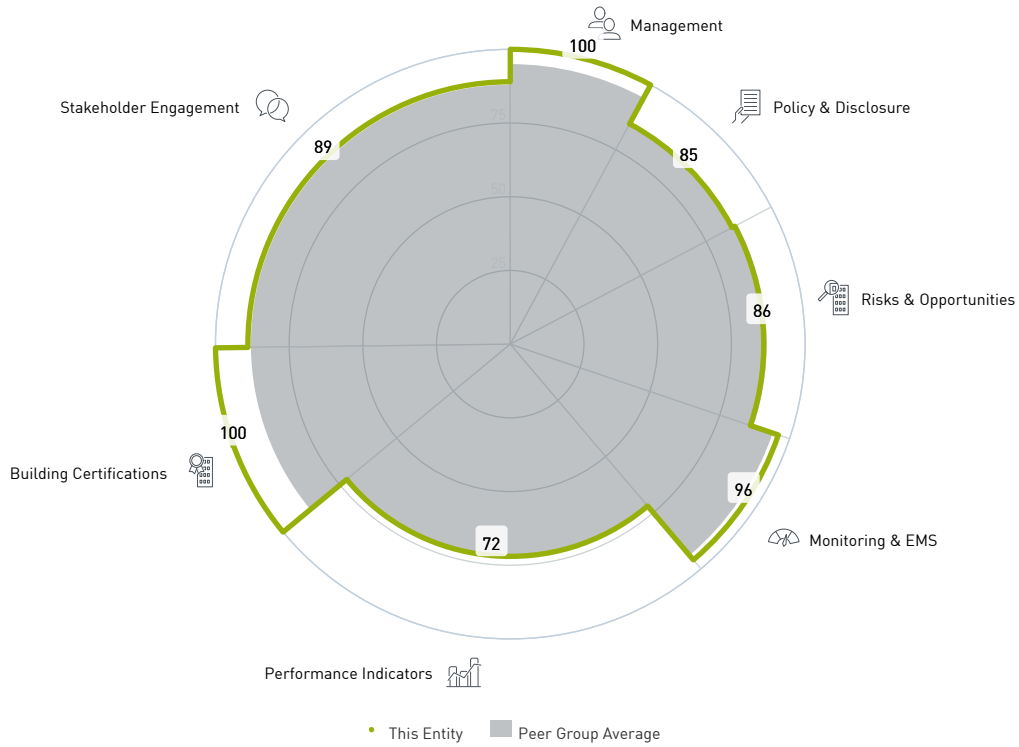 Management
100
Stakeholder Engagement
Policy & Disclosure
75
89
85
50
25
Risks & Opportunities
86
100
Building Certifications
96
Monitoring & EMS
72
Performance Indicators
This Entity
Peer Group Average